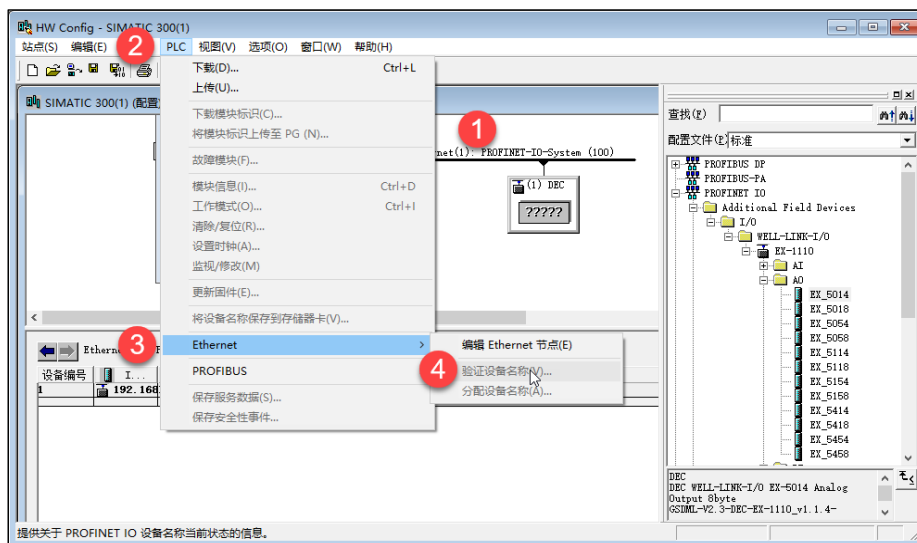 HW Config - SIMATIC 300(1)
站点(S) 编辑(E) 2 PLC 视图(V) 选项(O) 窗口(W) 帮助(H)
SIMATIC 300(1) (配置
下载(D)... Ctrl+L
上传(U)...
下载模块标识(C)...
将模块标识上传至 PG (N)...
故障模块(F)...
模块信息(I)... Ctrl+D
工作模式(O)... Ctrl+I
清除/复位(R)...
设置时钟(A)...
监视/修改(M)
更新固件(E)...
将设备名称保存到存储器卡(V)...
Ethernet
PROFIBUS
保存服务数据(S)...
保存安全性事件...
编辑 Ethernet 节点(E)
4 验证设备名称(V)...
分配设备名称(A)...
1
net(1): PROFINET-IO-System (100)
(1) DEC
?????
3
Ethern
设备编号 I...
1 192.168
查找(F)
配置文件(P) 标准
PROFIBUS DP
PROFIBUS-PA
PROFINET IO
Additional Field Devices
I/O
WELL-LINK-I/O
EX-1110
AI
AO
EX_5014
EX_5018
EX_5054
EX_5058
EX_5114
EX_5118
EX_5154
EX_5158
EX_5414
EX_5418
EX_5454
EX_5458
DEC
DEC WELL-LINK-I/O EX-5014 Analog
Output 8byte
GSDML-V2.3-DEC-EX-1110_v1.1.4-
提供关于 PROFINET IO 设备名称当前状态的信息。